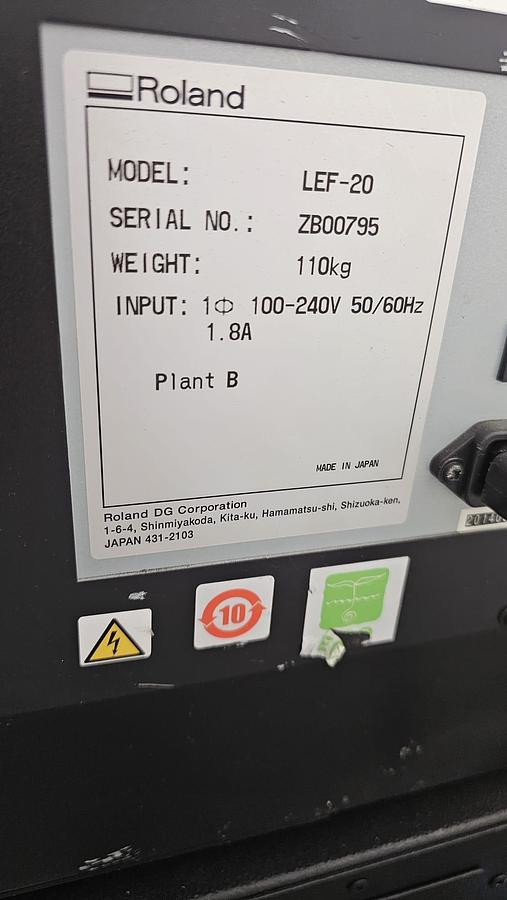 Roland
MODEL: LEF-20
SERIAL NO.: ZB00795
WEIGHT: 110kg
INPUT: 1Φ 100-240V 50/60Hz
1.8A
Plant B
MADE IN JAPAN
Roland DG Corporation
1-6-4, Shinmiyakoda, Kita-ku, Hamamatsu-shi, Shizuoka-ken,
JAPAN 431-2103
10